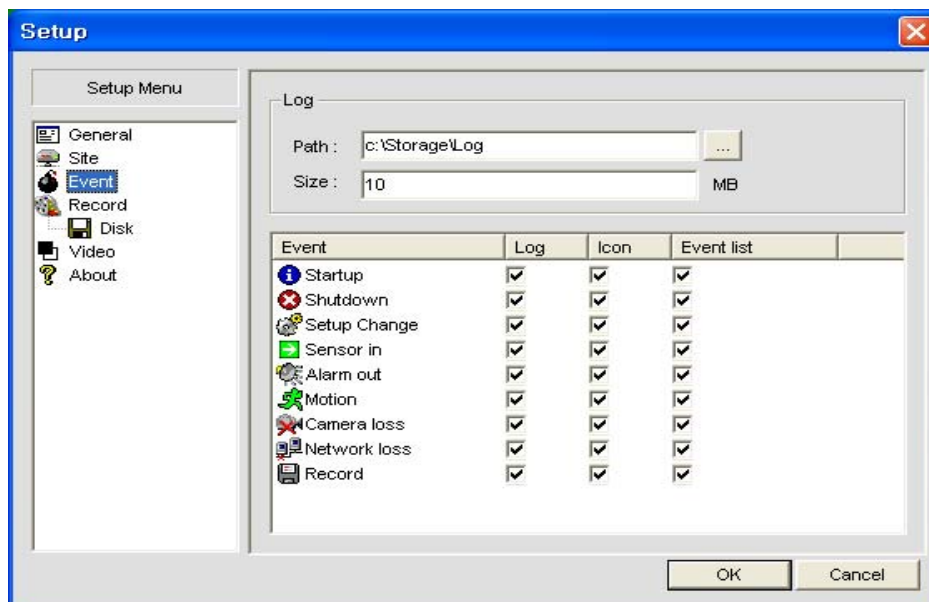 Setup
Setup Menu
General
Site
Event
Record
Disk
Video
About
Log
Path : c:\Storage\Log ...
Size : 10 MB
Event Log Icon Event list
Startup
Shutdown
Setup Change
Sensor in
Alarm out
Motion
Camera loss
Network loss
Record
OK Cancel